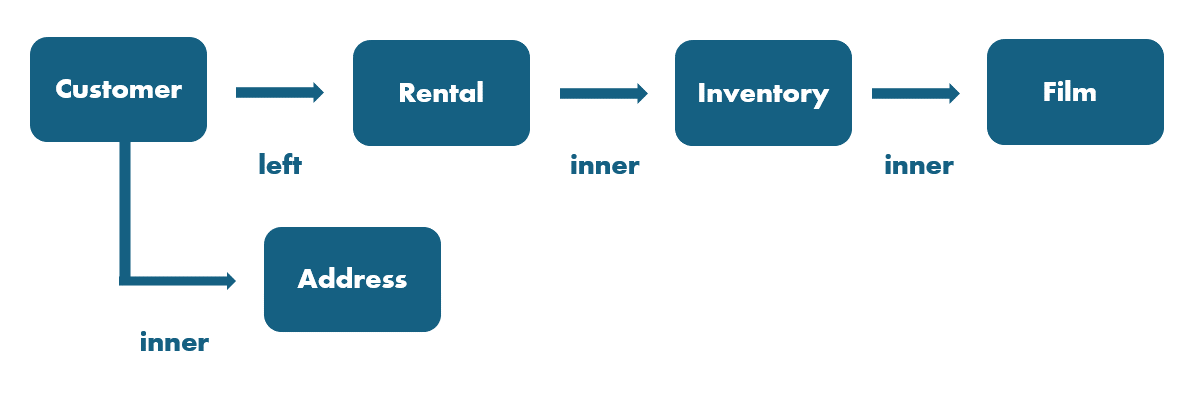 Customer
Rental
Inventory
Film
left
inner
inner
Address
inner